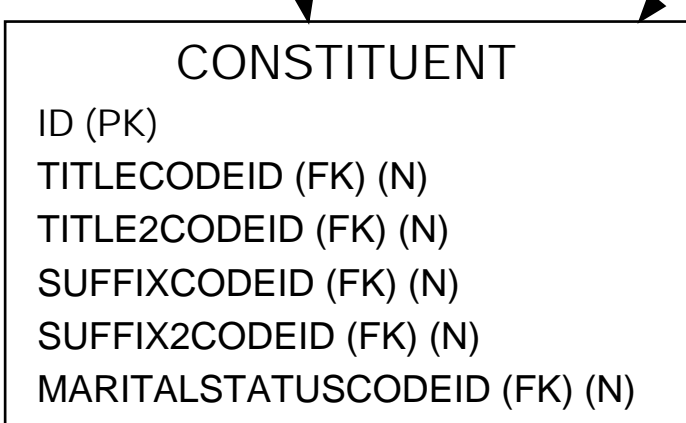 CONSTITUENT
ID (PK)
TITLECODEID (FK) (N)
TITLE2CODEID (FK) (N)
SUFFIXCODEID (FK) (N)
SUFFIX2CODEID (FK) (N)
MARITALSTATUSCODEID (FK) (N)